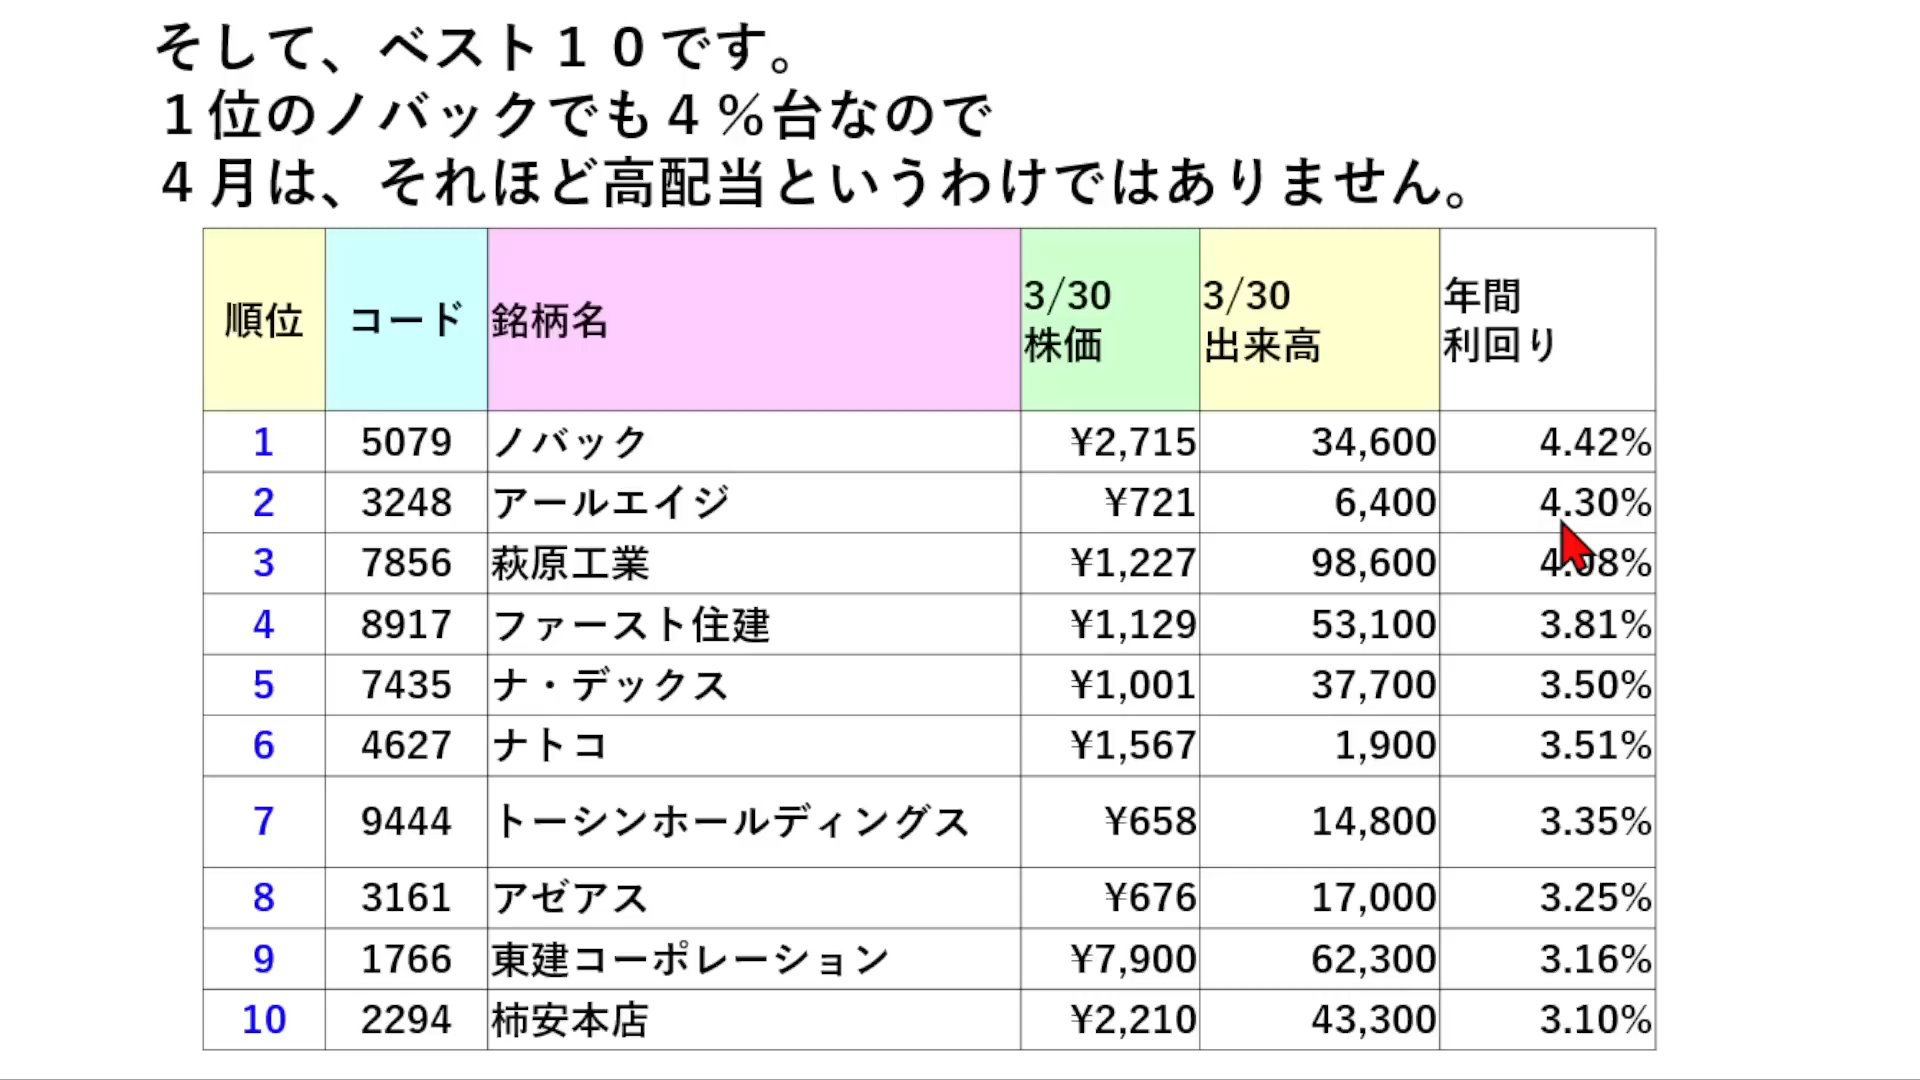 そして、ベスト１０です。
１位のノバックでも４％台なので
４月は、それほど高配当というわけではありません。
順位 コード 銘柄名 3/30 株価 3/30 出来高 年間 利回り
1 5079 ノバック ¥2,715 34,600 4.42%
2 3248 アールエイジ ¥721 6,400 4.30%
3 7856 萩原工業 ¥1,227 98,600 4.08%
4 8917 ファースト住建 ¥1,129 53,100 3.81%
5 7435 ナ・デックス ¥1,001 37,700 3.50%
6 4627 ナトコ ¥1,567 1,900 3.51%
7 9444 トーシンホールディングス ¥658 14,800 3.35%
8 3161 アゼアス ¥676 17,000 3.25%
9 1766 東建コーポレーション ¥7,900 62,300 3.16%
10 2294 柿安本店 ¥2,210 43,300 3.10%